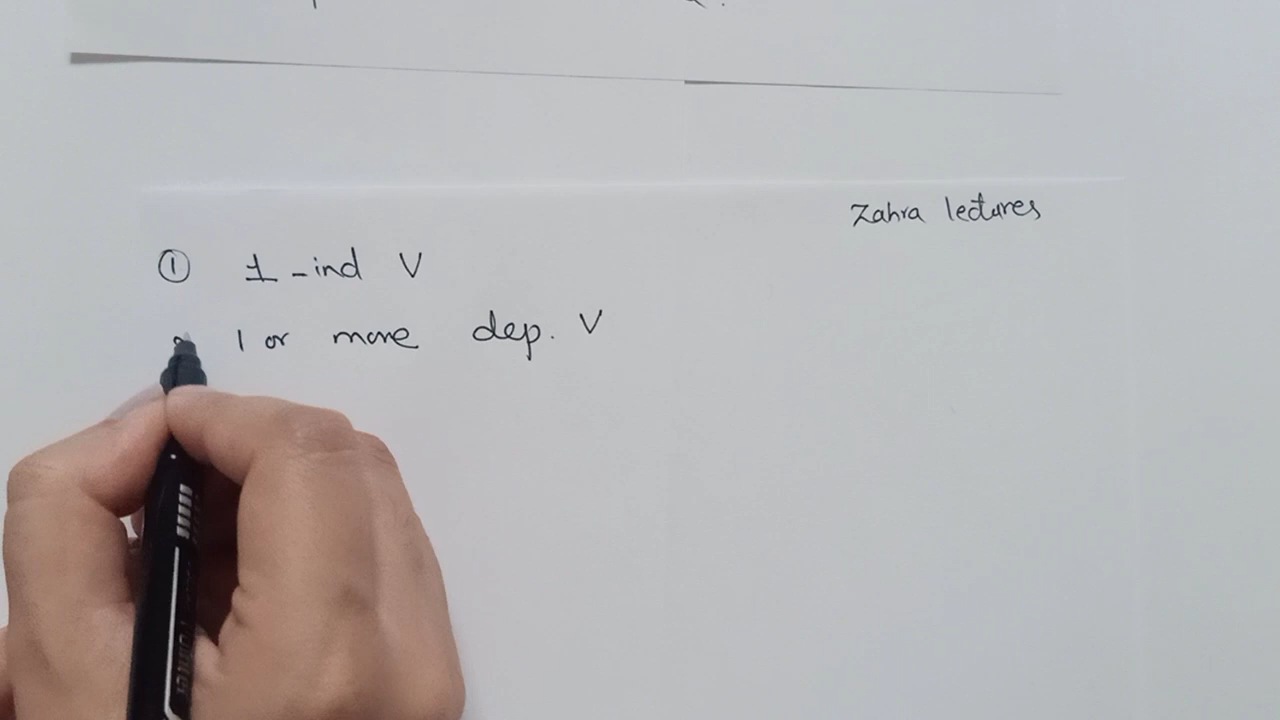 Zahra lectures
① 1 -ind V
1 or more dep. V